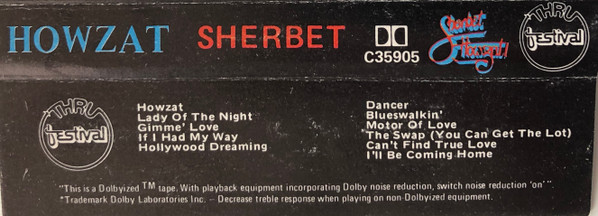 HOWZAT SHERBET C35905 Sherbet Howzat! THRU festival
THRU
festival
Howzat
Lady Of The Night
Gimme' Love
If I Had My Way
Hollywood Dreaming
Dancer
Blueswalkin'
Motor Of Love
The Swap (You Can Get The Lot)
Can't Find True Love
I'll Be Coming Home
"This is a Dolbyized TM tape. With playback equipment incorporating Dolby noise reduction, switch noise reduction 'on'"
"Trademark Dolby Laboratories Inc. - Decrease treble response when playing on non-Dolbyized equipment.